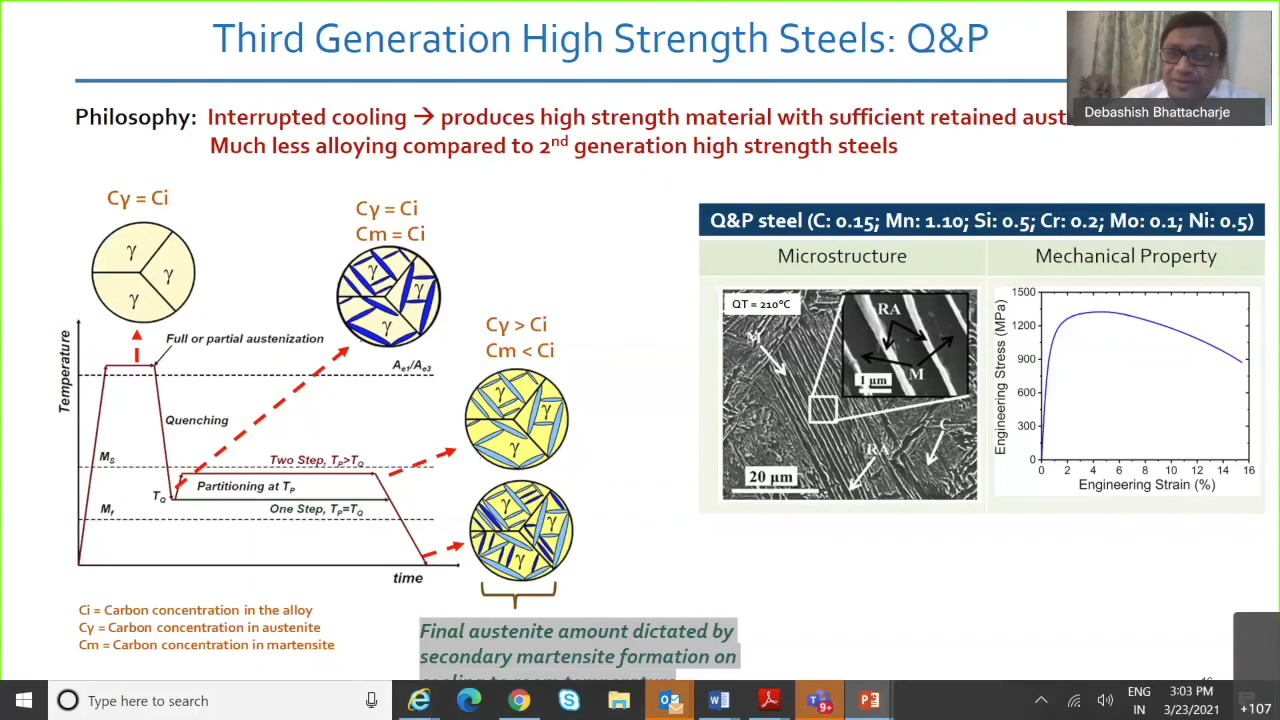 Third Generation High Strength Steels: Q&P
Debashish Bhattacharje
Philosophy: Interrupted cooling → produces high strength material with sufficient retained aust
Much less alloying compared to 2nd generation high strength steels
Cγ = Ci
γ
γ
γ
Cγ = Ci
Cm = Ci
γ
γ
γ
Cγ > Ci
Cm < Ci
γ
γ
γ
γ
γ
Temperature
Full or partial austenization
Ae1/Ae3
Quenching
Ms
Two Step, TP>TQ
Partitioning at TP
TQ
Mf
One Step, TP=TQ
time
Ci = Carbon concentration in the alloy
Cγ = Carbon concentration in austenite
Cm = Carbon concentration in martensite
Final austenite amount dictated by
secondary martensite formation on
cooling to room temperature
Q&P steel (C: 0.15; Mn: 1.10; Si: 0.5; Cr: 0.2; Mo: 0.1; Ni: 0.5)
Microstructure
Mechanical Property
QT = 210°C
RA
M
1 µm
M
RA
C
20 µm
Engineering Stress (MPa)
1500
1200
900
600
300
0
0 2 4 6 8 10 12 14 16
Engineering Strain (%)
Type here to search
9+
ENG
IN
3:03 PM
3/23/2021
+107